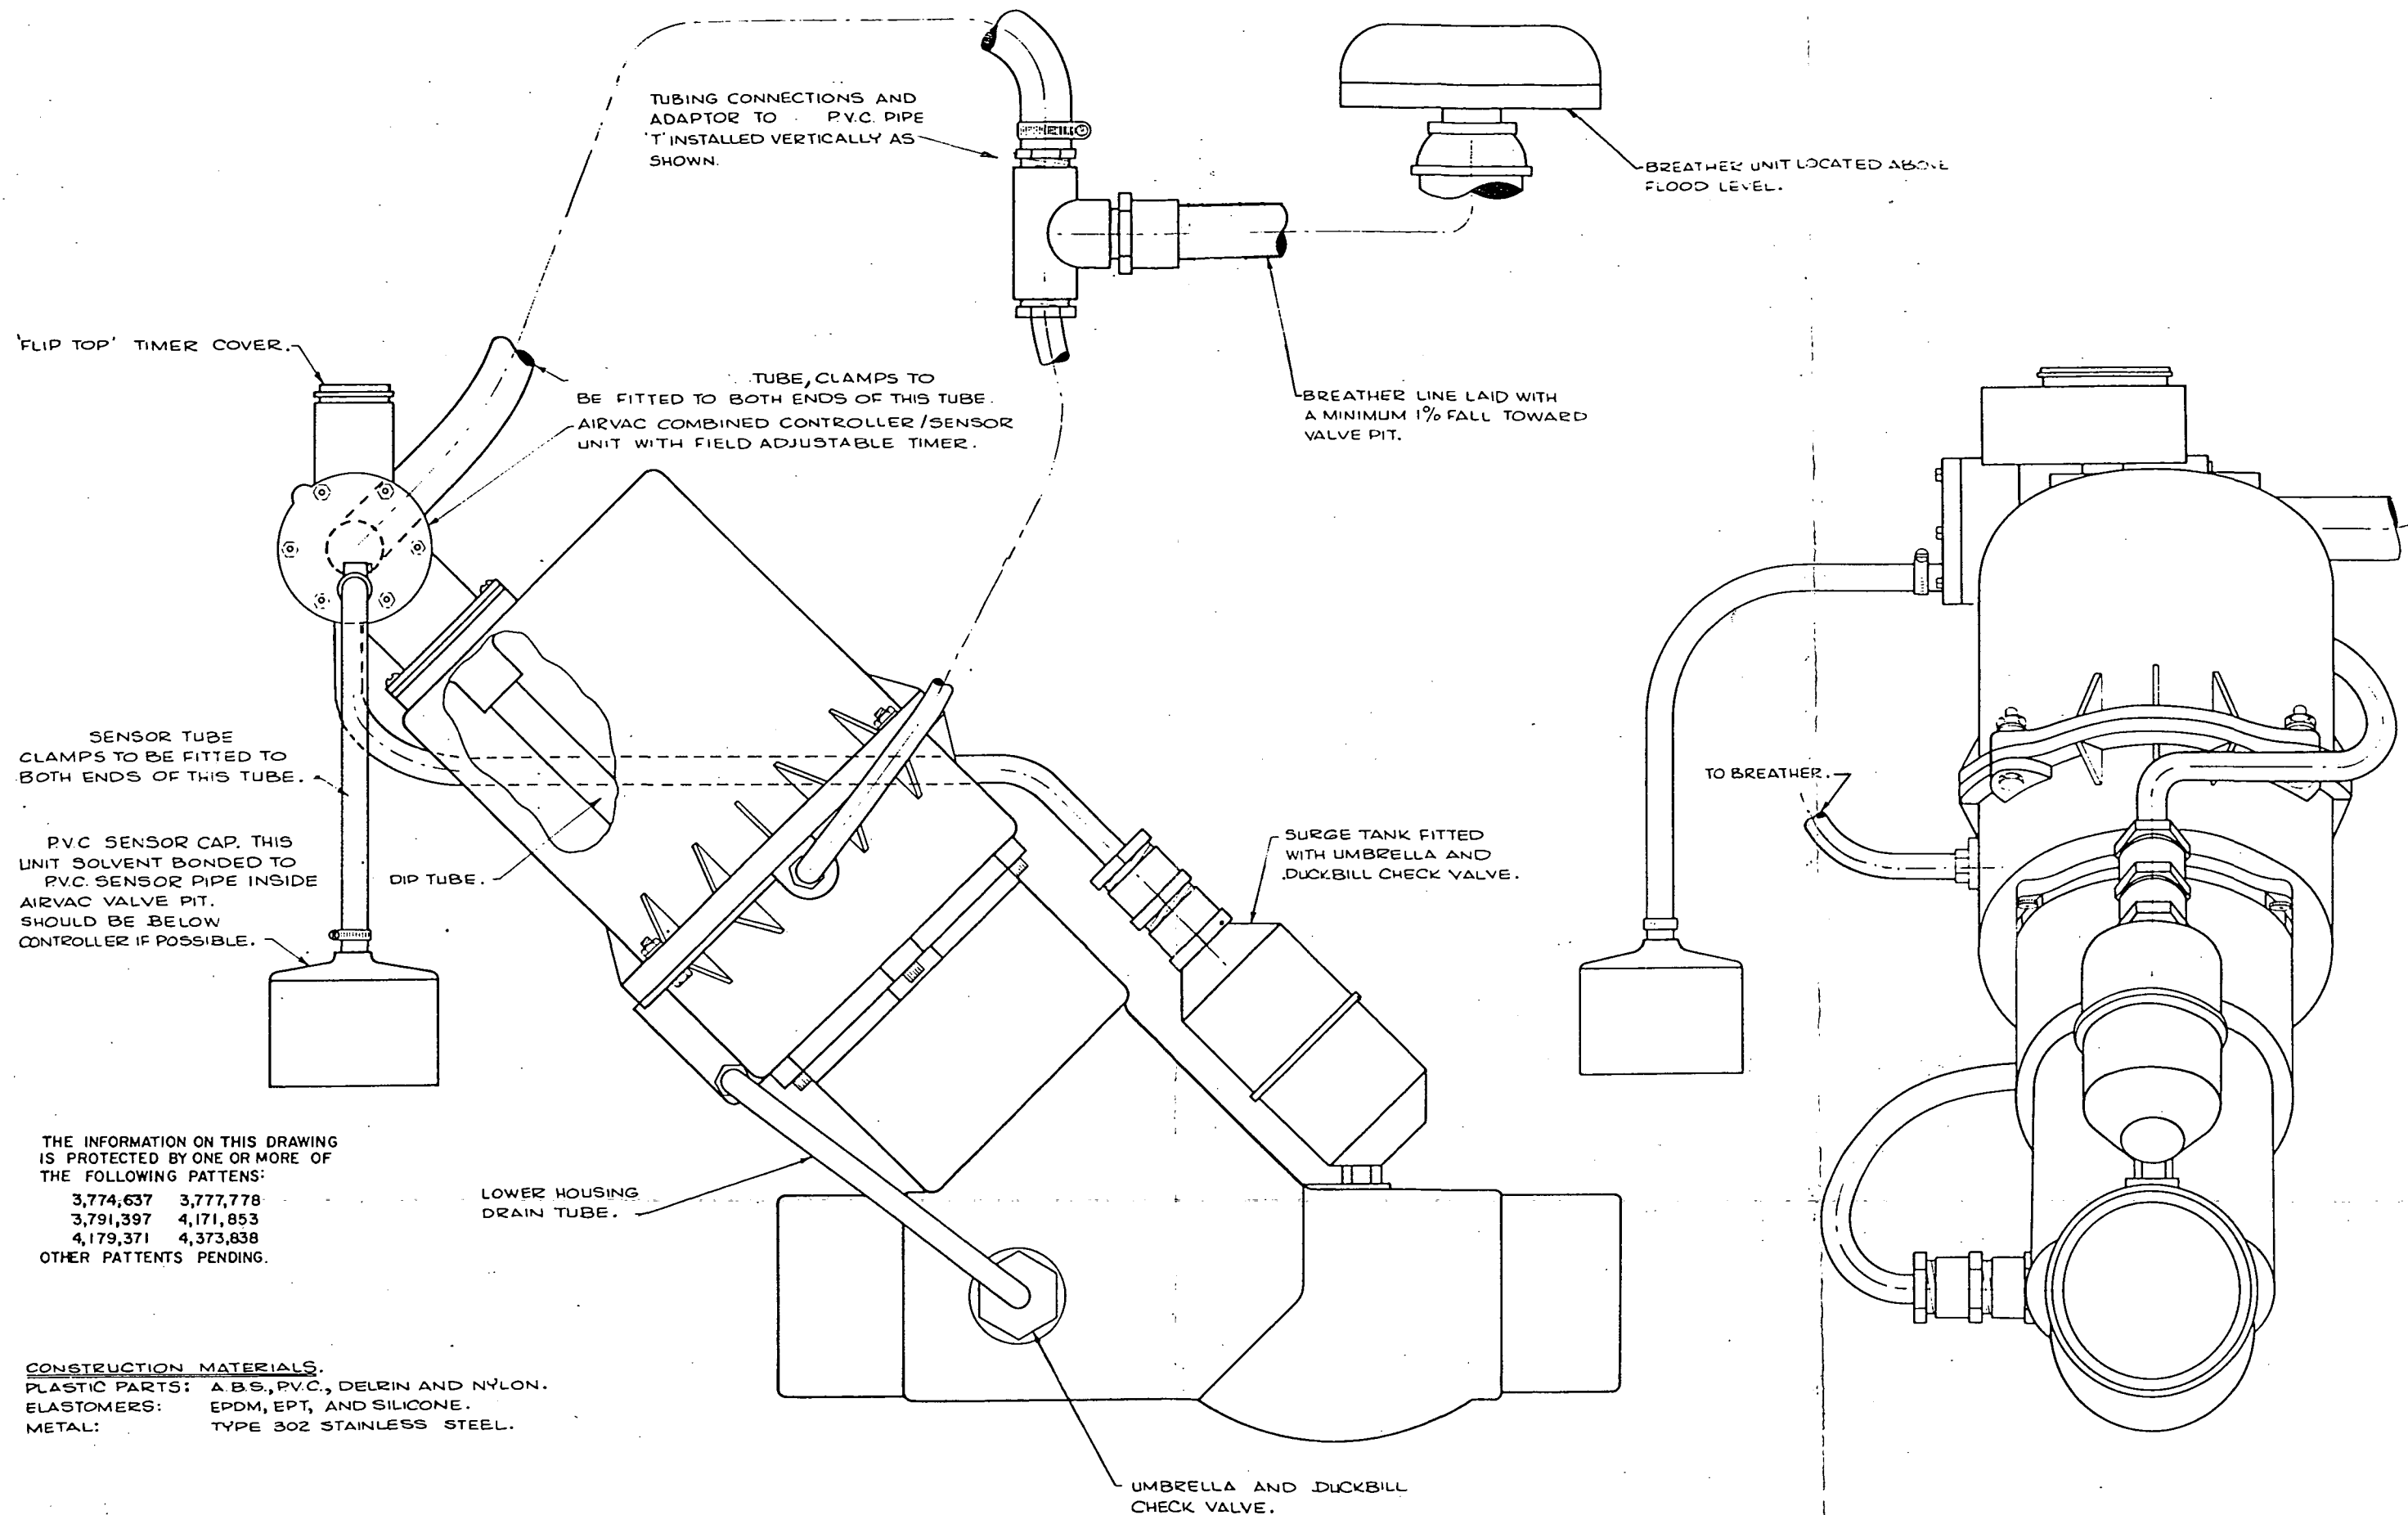 TUBING CONNECTIONS AND
ADAPTOR TO P.V.C. PIPE
'T' INSTALLED VERTICALLY AS
SHOWN.
BREATHER UNIT LOCATED ABOVE
FLOOD LEVEL.
'FLIP TOP' TIMER COVER.
TUBE, CLAMPS TO
BE FITTED TO BOTH ENDS OF THIS TUBE.
AIRVAC COMBINED CONTROLLER/SENSOR
UNIT WITH FIELD ADJUSTABLE TIMER.
BREATHER LINE LAID WITH
A MINIMUM 1% FALL TOWARD
VALVE PIT.
SENSOR TUBE
CLAMPS TO BE FITTED TO
BOTH ENDS OF THIS TUBE.
TO BREATHER.
P.V.C SENSOR CAP. THIS
UNIT SOLVENT BONDED TO
P.V.C. SENSOR PIPE INSIDE
AIRVAC VALVE PIT.
SHOULD BE BELOW
CONTROLLER IF POSSIBLE.
DIP TUBE.
SURGE TANK FITTED
WITH UMBRELLA AND
DUCKBILL CHECK VALVE.
THE INFORMATION ON THIS DRAWING
IS PROTECTED BY ONE OR MORE OF
THE FOLLOWING PATTENS:
3,774,637 3,777,778
3,791,397 4,171,853
4,179,371 4,373,838
OTHER PATTENTS PENDING.
LOWER HOUSING
DRAIN TUBE.
CONSTRUCTION MATERIALS.
PLASTIC PARTS: A.B.S., P.V.C., DELRIN AND NYLON.
ELASTOMERS: EPDM, EPT, AND SILICONE.
METAL: TYPE 302 STAINLESS STEEL.
UMBRELLA AND DUCKBILL
CHECK VALVE.